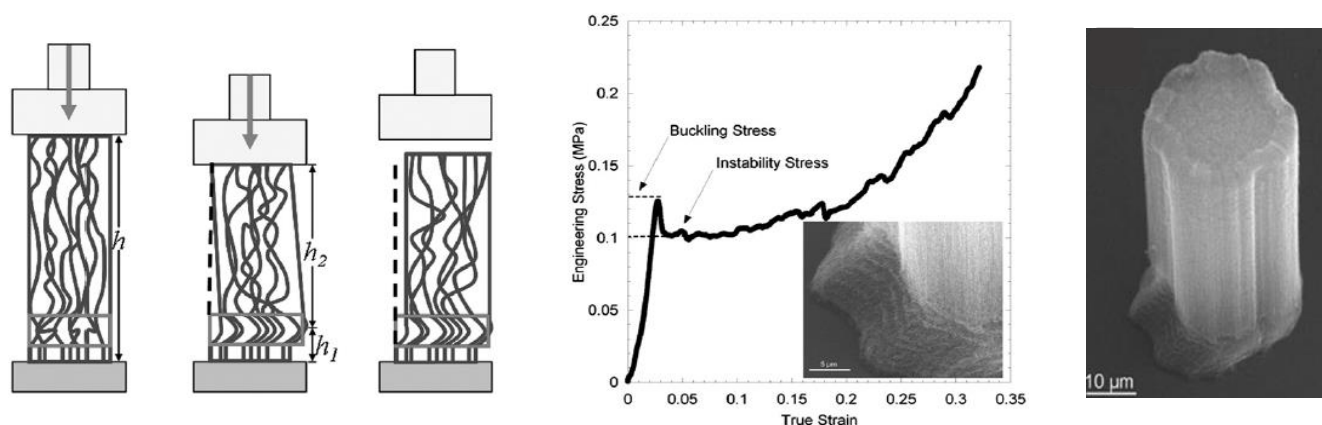 h
h2
h1
0.25
0.2
0.15
0.1
0.05
0
Engineering Stress (MPa)
Buckling Stress
Instability Stress
5 µm
0 0.05 0.1 0.15 0.2 0.25 0.3 0.35
True Strain
10 µm